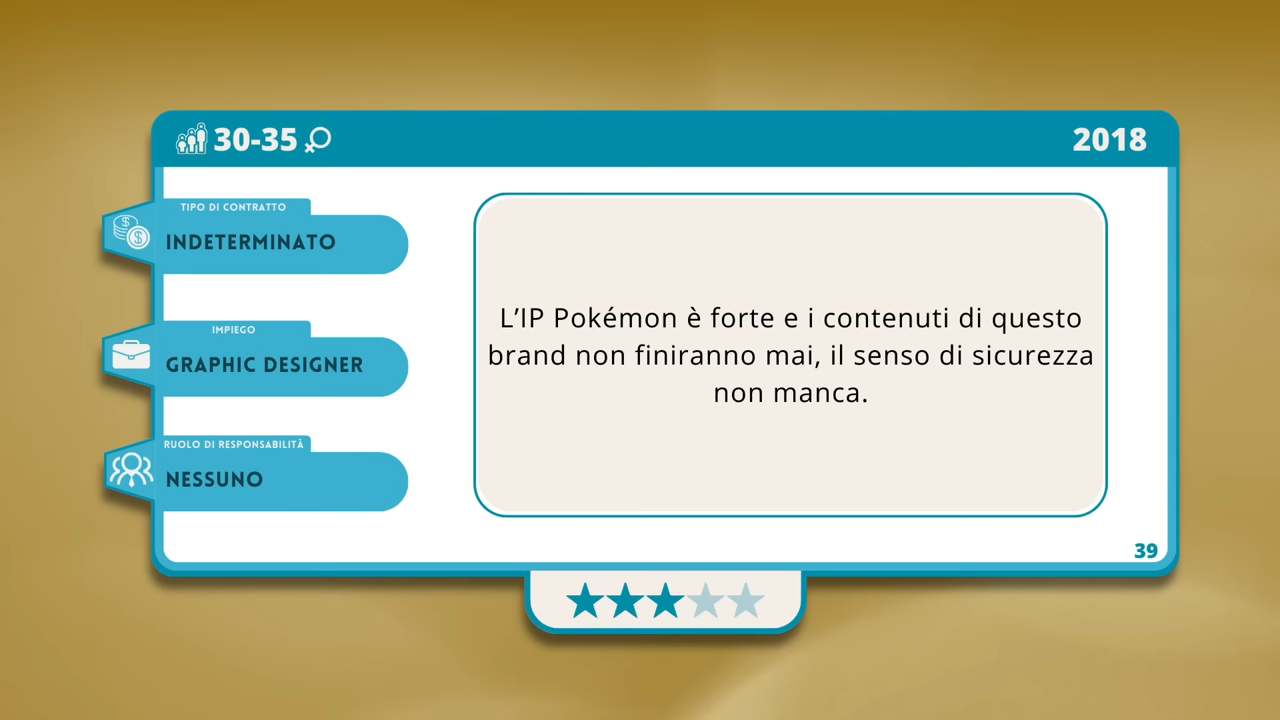 30-35
2018
TIPO DI CONTRATTO
INDETERMINATO
IMPIEGO
GRAPHIC DESIGNER
RUOLO DI RESPONSABILITÀ
NESSUNO
L’IP Pokémon è forte e i contenuti di questo
brand non finiranno mai, il senso di sicurezza
non manca.
39